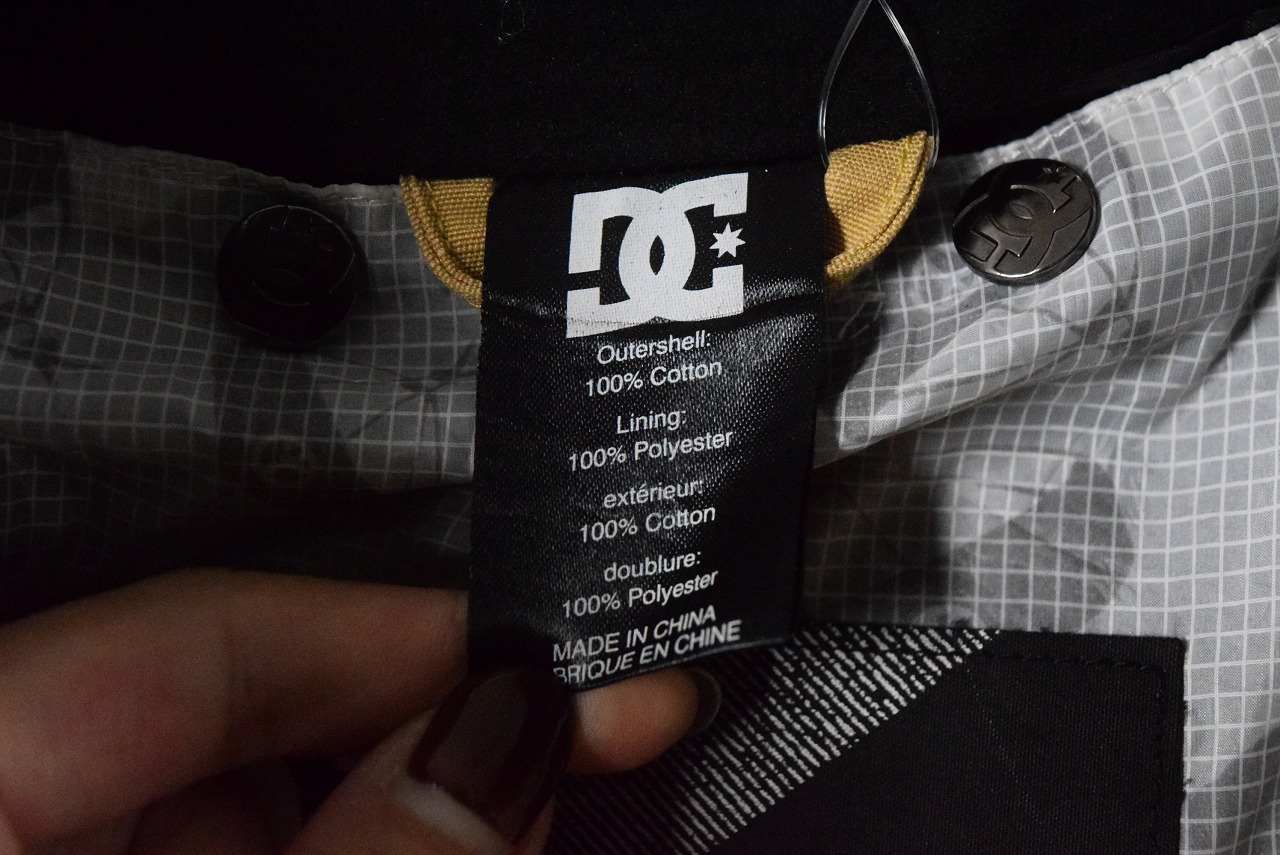 DC
Outershell:
100% Cotton
Lining:
100% Polyester
extérieur:
100% Cotton
doublure:
100% Polyester
MADE IN CHINA
BRIQUE EN CHINE